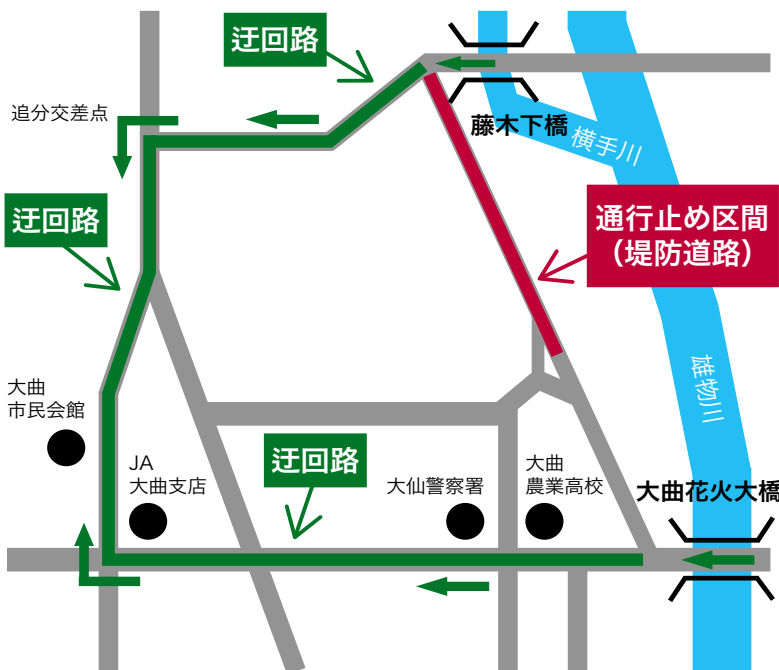 迂回路
追分交差点
藤木下橋
横手川
迂回路
通行止め区間
（堤防道路）
雄物川
大曲
市民会館
JA
大曲支店
迂回路
大仙警察署
大曲
農業高校
大曲花火大橋